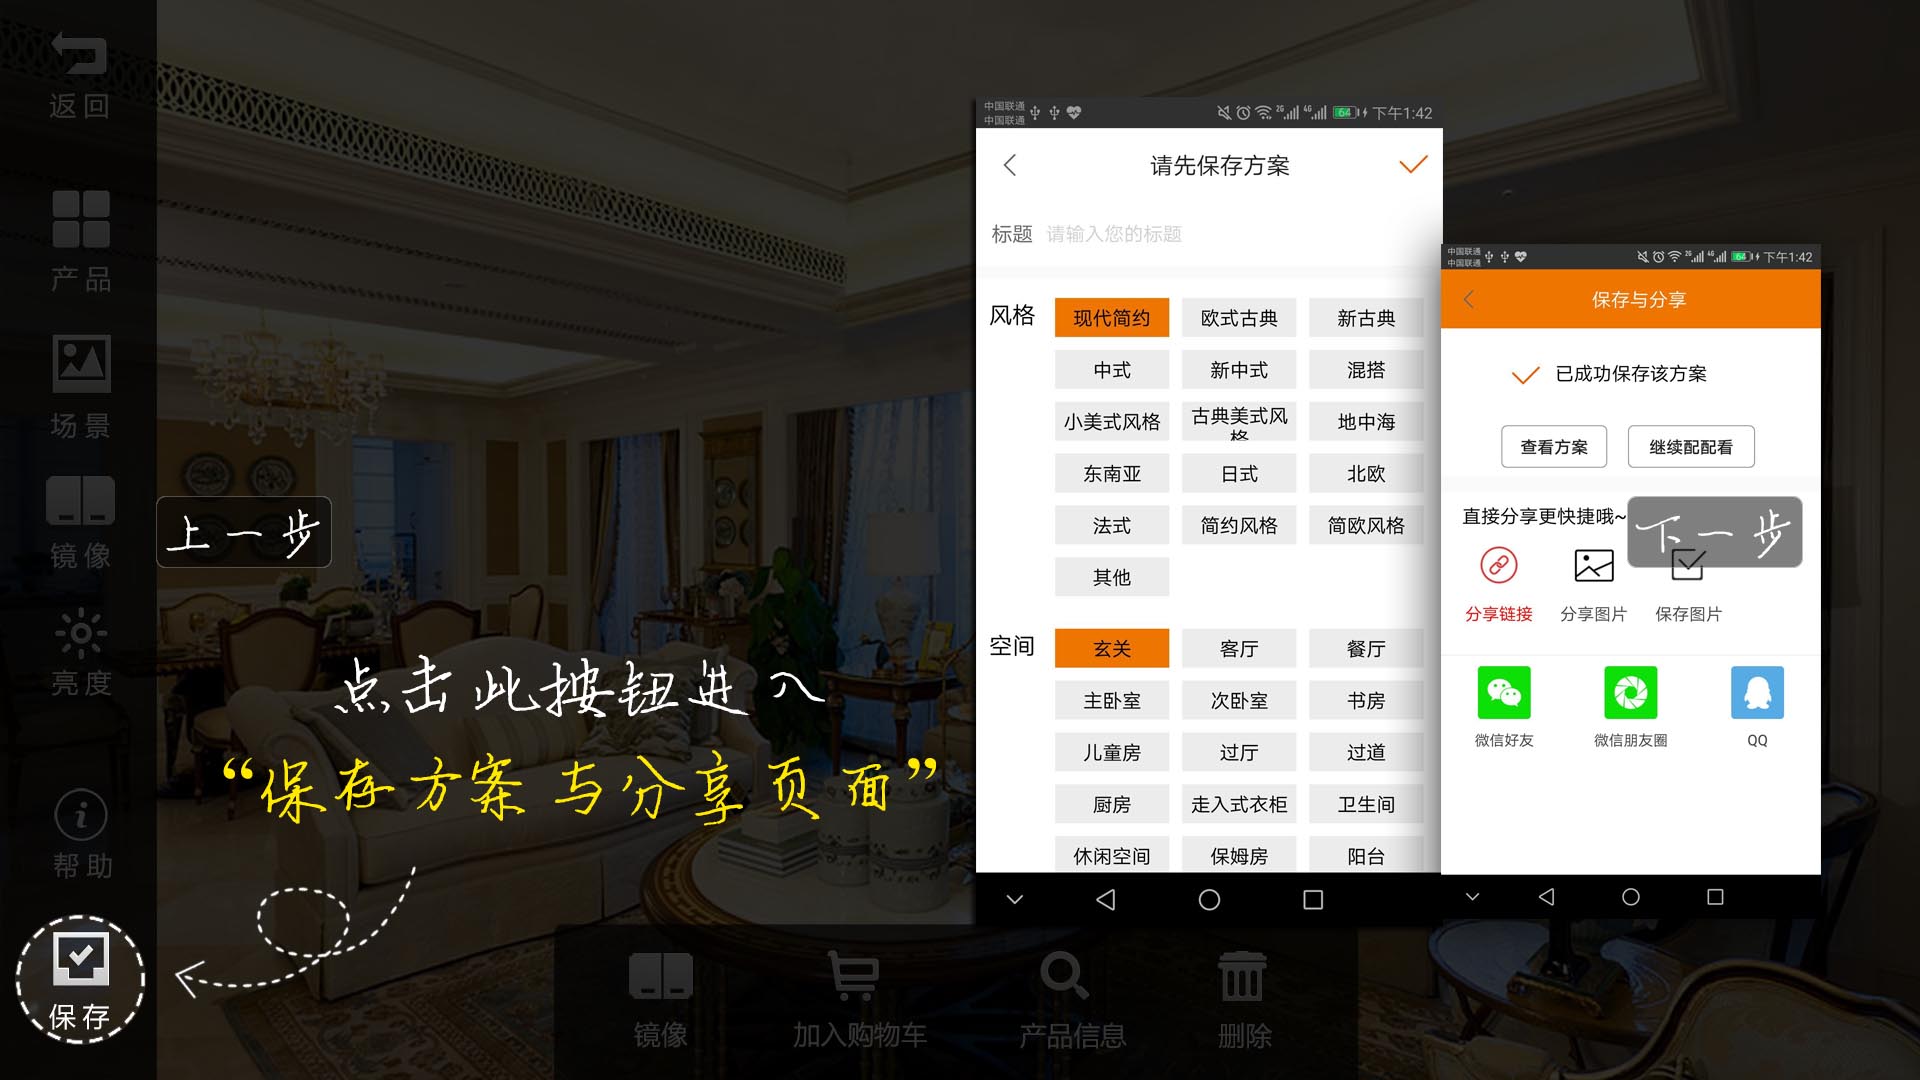 返回
产品
场景
镜像
亮度
帮助
保存
上一步
点击此按钮进入
“保存方案与分享页面”
中国联通
中国联通
2G
4G
64
下午1:42
请先保存方案
标题 请输入您的标题
风格
现代简约 欧式古典 新古典
中式 新中式 混搭
小美式风格 古典美式风格 地中海
东南亚 日式 北欧
法式 简约风格 简欧风格
其他
空间
玄关 客厅 餐厅
主卧室 次卧室 书房
儿童房 过厅 过道
厨房 走入式衣柜 卫生间
休闲空间 保姆房 阳台
中国联通
中国联通
2G
4G
64
下午1:42
保存与分享
已成功保存该方案
查看方案 继续配配看
直接分享更快捷哦~
下一步
分享链接 分享图片 保存图片
微信好友 微信朋友圈 QQ
镜像 加入购物车 产品信息 删除